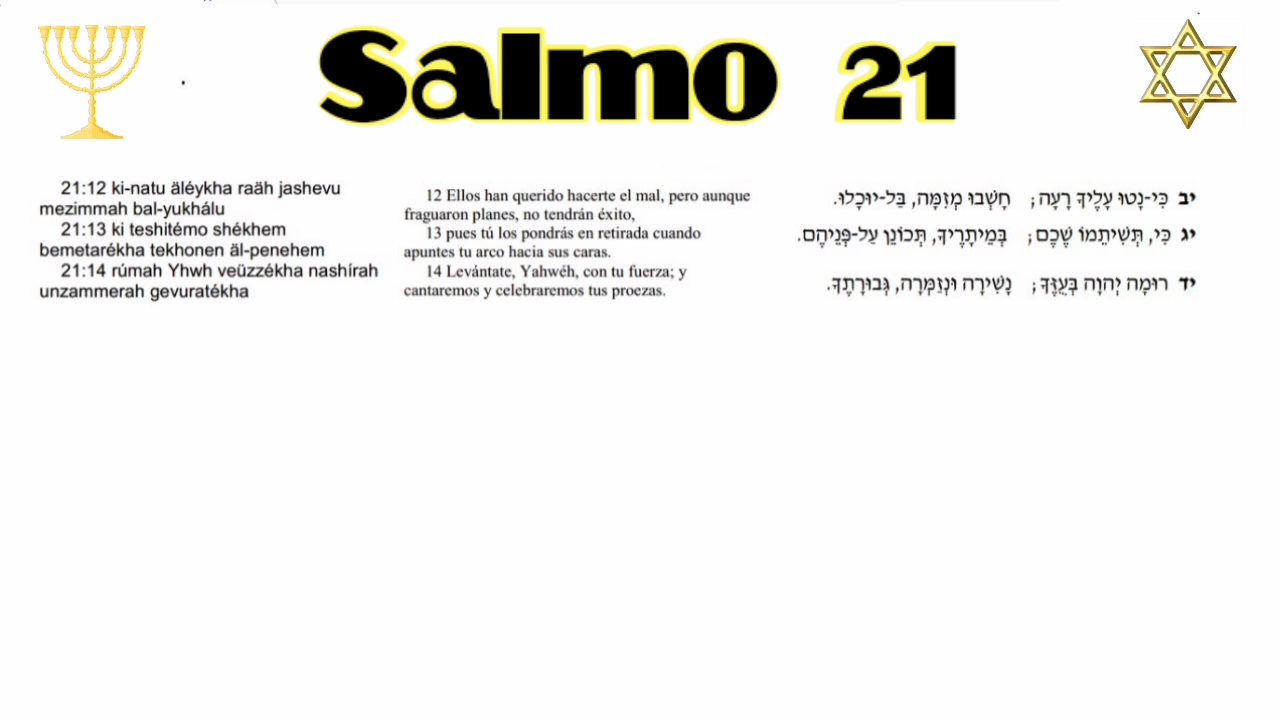 Salmo 21
21:12 ki-natu äléykha raäh jashevu
mezimmah bal-yukhálu
21:13 ki teshitémo shékhem
bemetarékha tekhonen äl-penehem
21:14 rúmah Yhwh veüzzékha nashírah
unzammerah gevuratékha
12 Ellos han querido hacerte el mal, pero aunque
fraguaron planes, no tendrán éxito,
13 pues tú los pondrás en retirada cuando
apuntes tu arco hacia sus caras.
14 Levántate, Yahwéh, con tu fuerza; y
cantaremos y celebraremos tus proezas.
יב כִּי-נָטוּ עָלֶיךָ רָעָה; חָשְׁבוּ מְזִמָּה, בַּל-יוּכָלוּ.
יג כִּי, תְּשִׁיתֵמוֹ שֶׁכֶם; בְּמֵיתָרֶיךָ, תְּכוֹנֵן עַל-פְּנֵיהֶם.
יד רוּמָה יְהוָה בְּעֻזֶּךָ; נָשִׁירָה וּנְזַמְּרָה, גְּבוּרָתֶךָ.